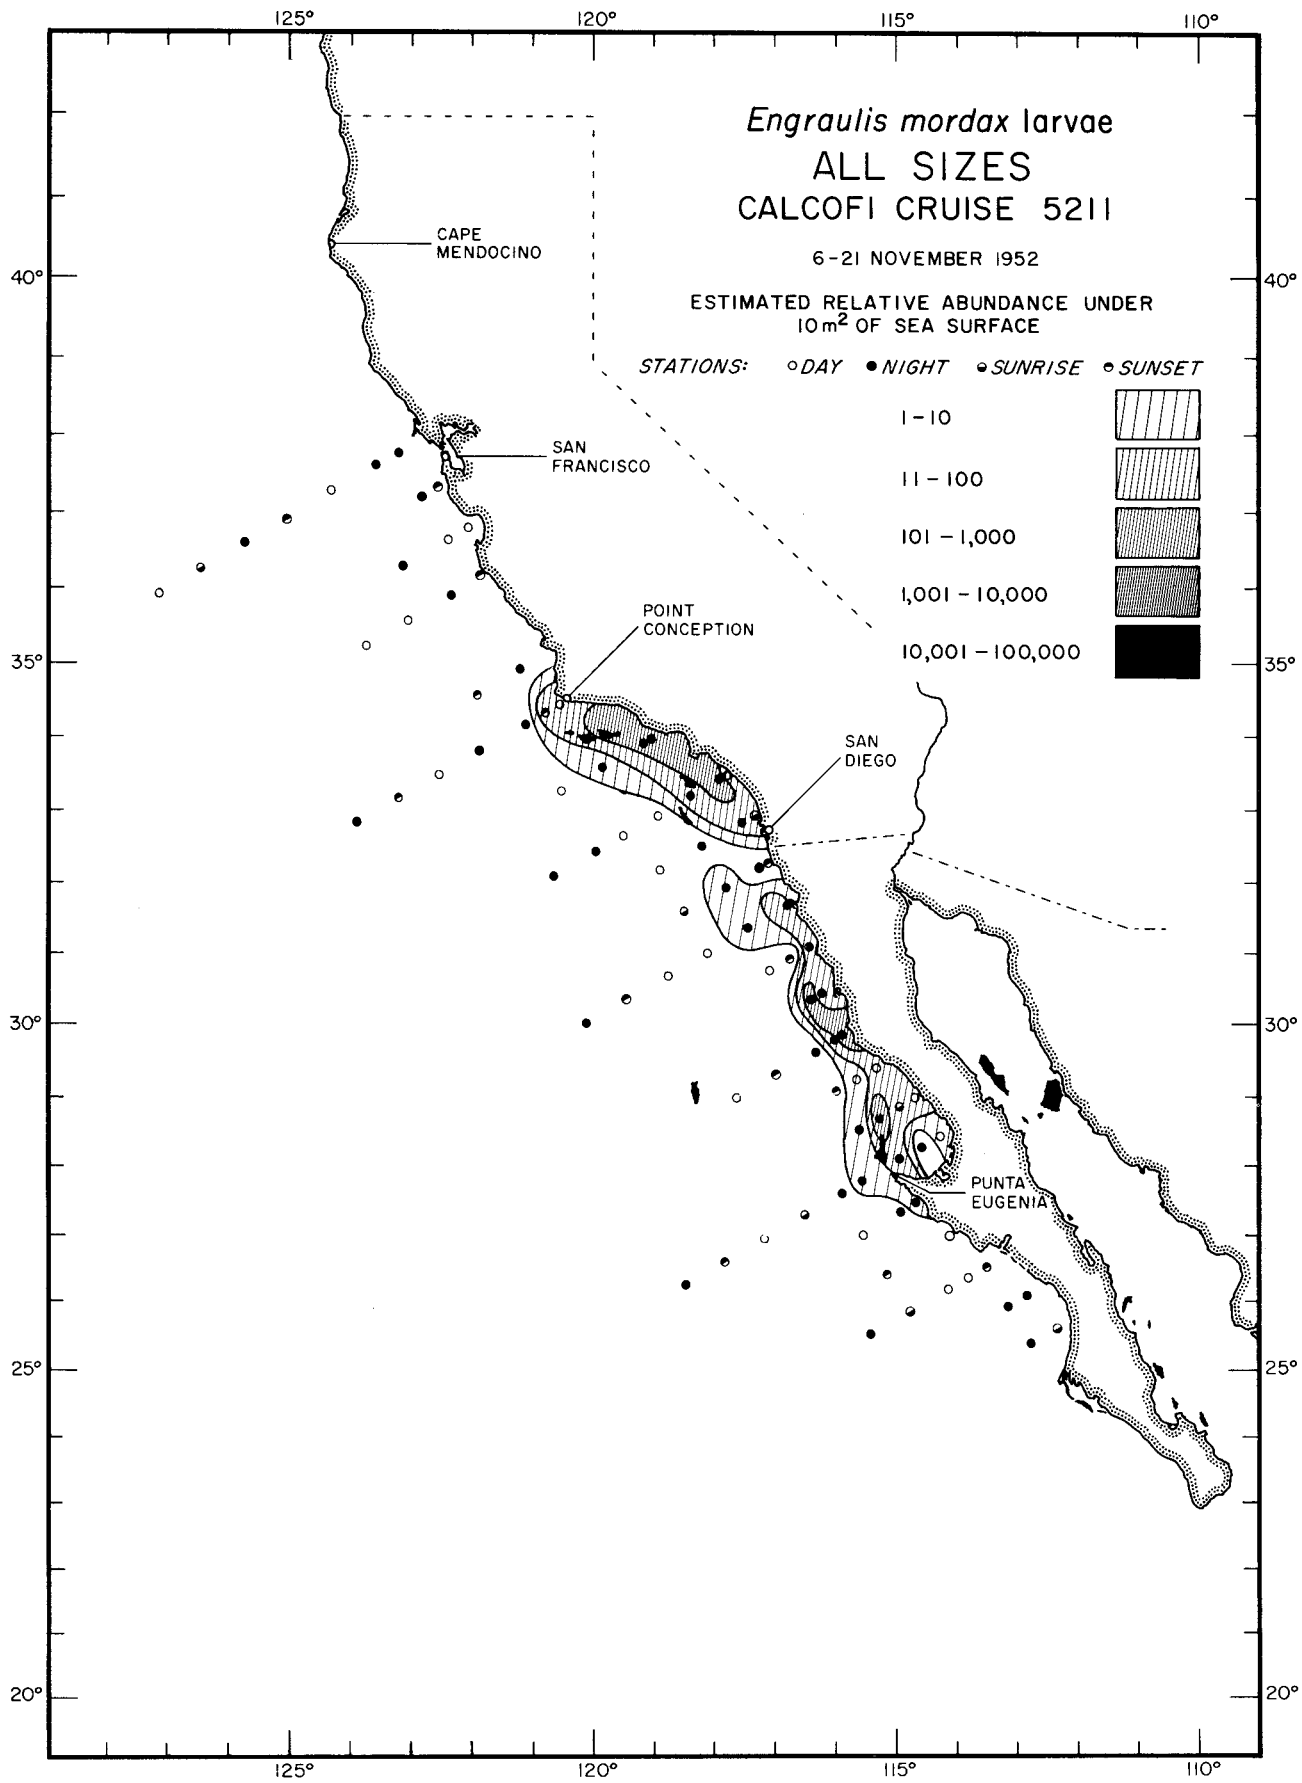 125° 120° 115° 110°
Engraulis mordax larvae
ALL SIZES
CALCOFI CRUISE 5211
6-21 NOVEMBER 1952
ESTIMATED RELATIVE ABUNDANCE UNDER
10m² OF SEA SURFACE
STATIONS: DAY NIGHT SUNRISE SUNSET
1-10
11-100
101-1,000
1,001-10,000
10,001-100,000
CAPE
MENDOCINO
40° 40°
SAN
FRANCISCO
POINT
CONCEPTION
35° 35°
SAN
DIEGO
30° 30°
PUNTA
EUGENIA
25° 25°
20° 20°
125° 120° 115° 110°